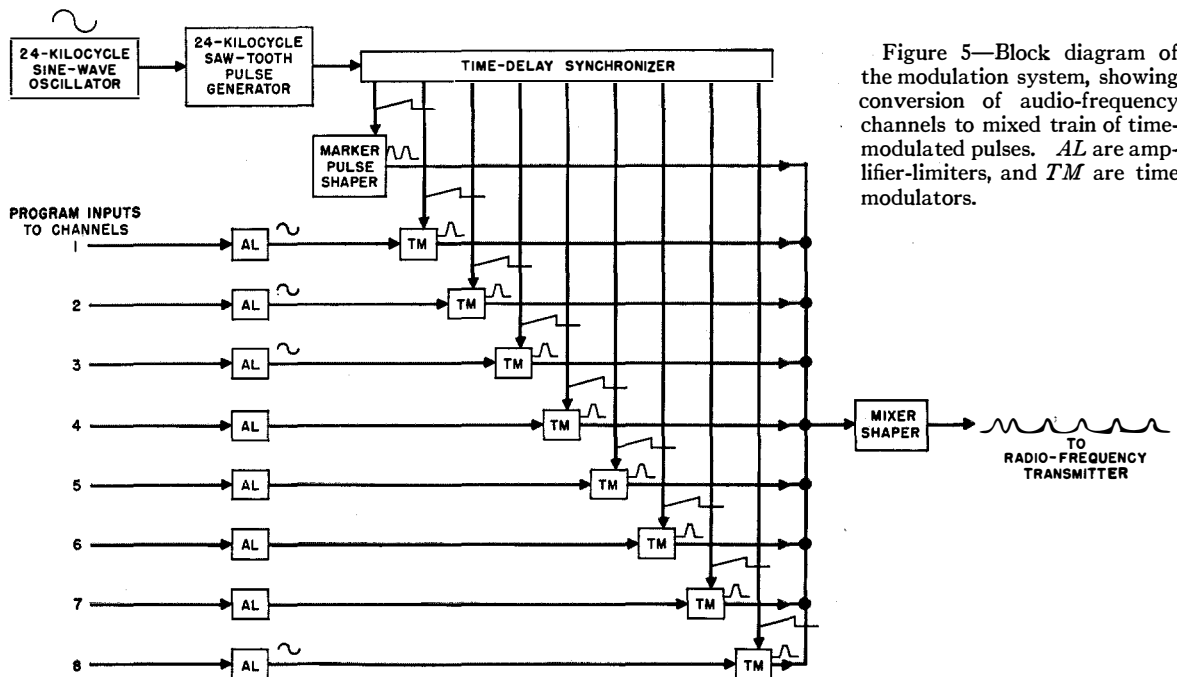 24-KILOCYCLE
SINE-WAVE
OSCILLATOR
24-KILOCYCLE
SAW-TOOTH
PULSE
GENERATOR
TIME-DELAY SYNCHRONIZER
Figure 5—Block diagram of
the modulation system, showing
conversion of audio-frequency
channels to mixed train of time-
modulated pulses. AL are amp-
lifier-limiters, and TM are time
modulators.
MARKER
PULSE
SHAPER
PROGRAM INPUTS
TO CHANNELS
1
AL
TM
2
AL
TM
3
AL
TM
4
AL
TM
MIXER
SHAPER
TO
RADIO-FREQUENCY
TRANSMITTER
5
AL
TM
6
AL
TM
7
AL
TM
8
AL
TM